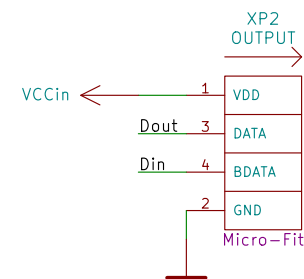 XP2
OUTPUT
VCCin 1 VDD
Dout 3 DATA
Din 4 BDATA
2 GND
Micro-Fit